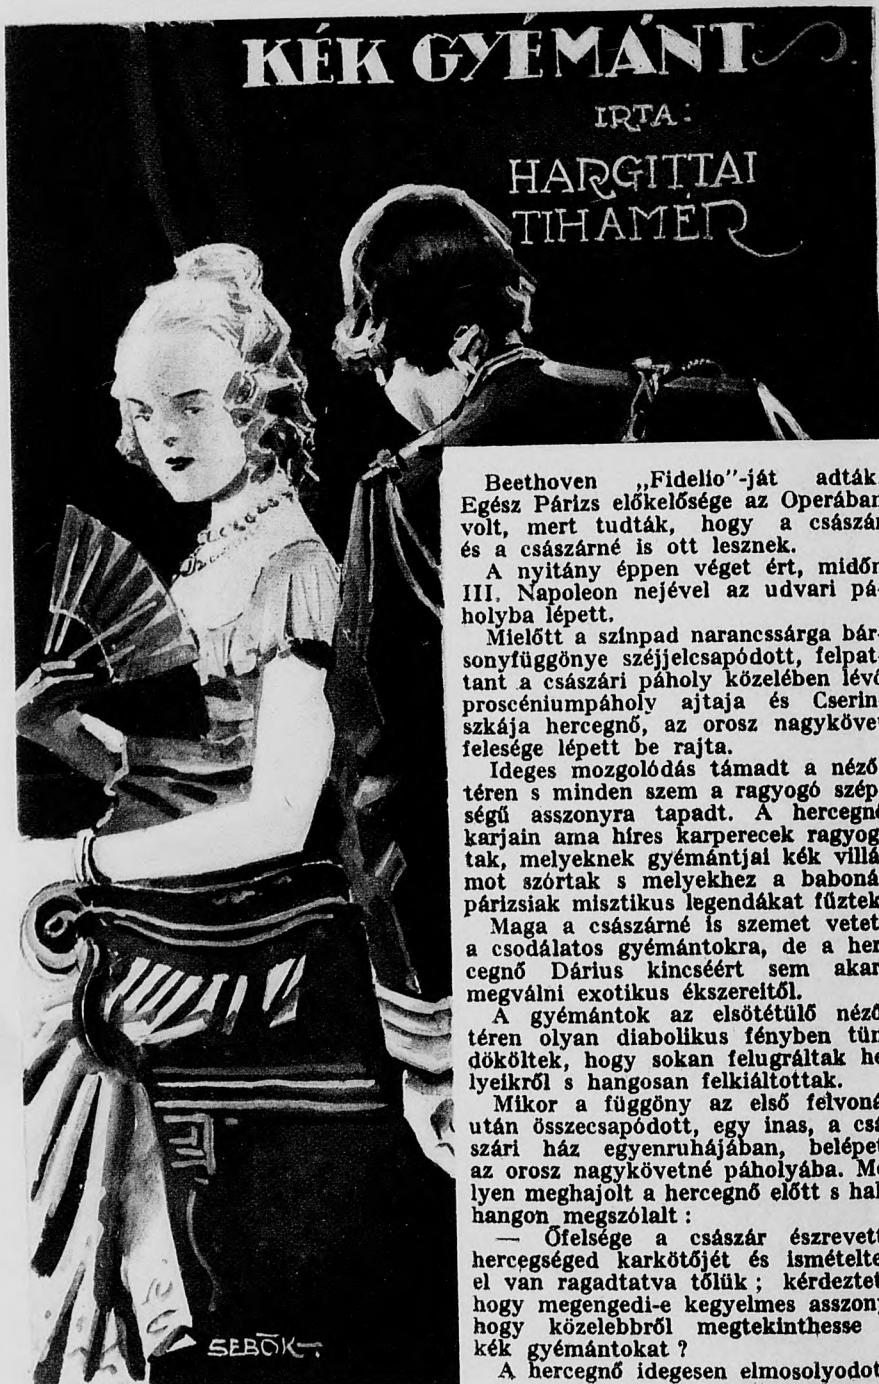 KÉK GYÉMÁNT
IRTA:
HARGITTAI
TIHAMÉR
Beethoven „Fidelio"-ját adták.
Egész Párizs előkelősége az Operában
volt, mert tudták, hogy a császár
és a császárné is ott lesznek.
A nyitány éppen véget ért, midőn
III. Napoleon nejével az udvari pá-
holyba lépett.
Mielőtt a színpad narancssárga bár-
sonyfüggönye széjjelcsapódott, felpat-
tant a császári páholy közelében lévő
proscéniumpáholy ajtaja és Cserin-
szkája hercegnő, az orosz nagykövet
felesége lépett be rajta.
Ideges mozgolódás támadt a néző-
téren s minden szem a ragyogó szép-
ségű asszonyra tapadt. A hercegnő
karjain ama híres karperecek ragyog-
tak, melyeknek gyémántjai kék villá-
mot szórtak s melyekhez a babonás
párizsiak misztikus legendákat fűztek.
Maga a császárné is szemet vetett
a csodálatos gyémántokra, de a her-
cegnő Dárius kincséért sem akart
megválni exotikus ékszereitől.
A gyémántok az elsötétülő néző-
téren olyan diabolikus fényben tün-
dököltek, hogy sokan felugráltak he-
lyeikről s hangosan felkiáltottak.
Mikor a függöny az első felvonás
után összecsapódott, egy inas, a csá-
szári ház egyenruhájában, belépett
az orosz nagykövetné páholyába. Mé-
lyen meghajolt a hercegnő előtt s halk
hangon megszólalt :
— Őfelsége a császár észrevette
hercegséged karkötőjét és ismételten
el van ragadtatva tőlük ; kérdezteti,
hogy megengedi-e kegyelmes asszony,
hogy közelebbről megtekinthesse a
kék gyémántokat ?
A hercegnő idegesen elmosolyodott
SEBŐK